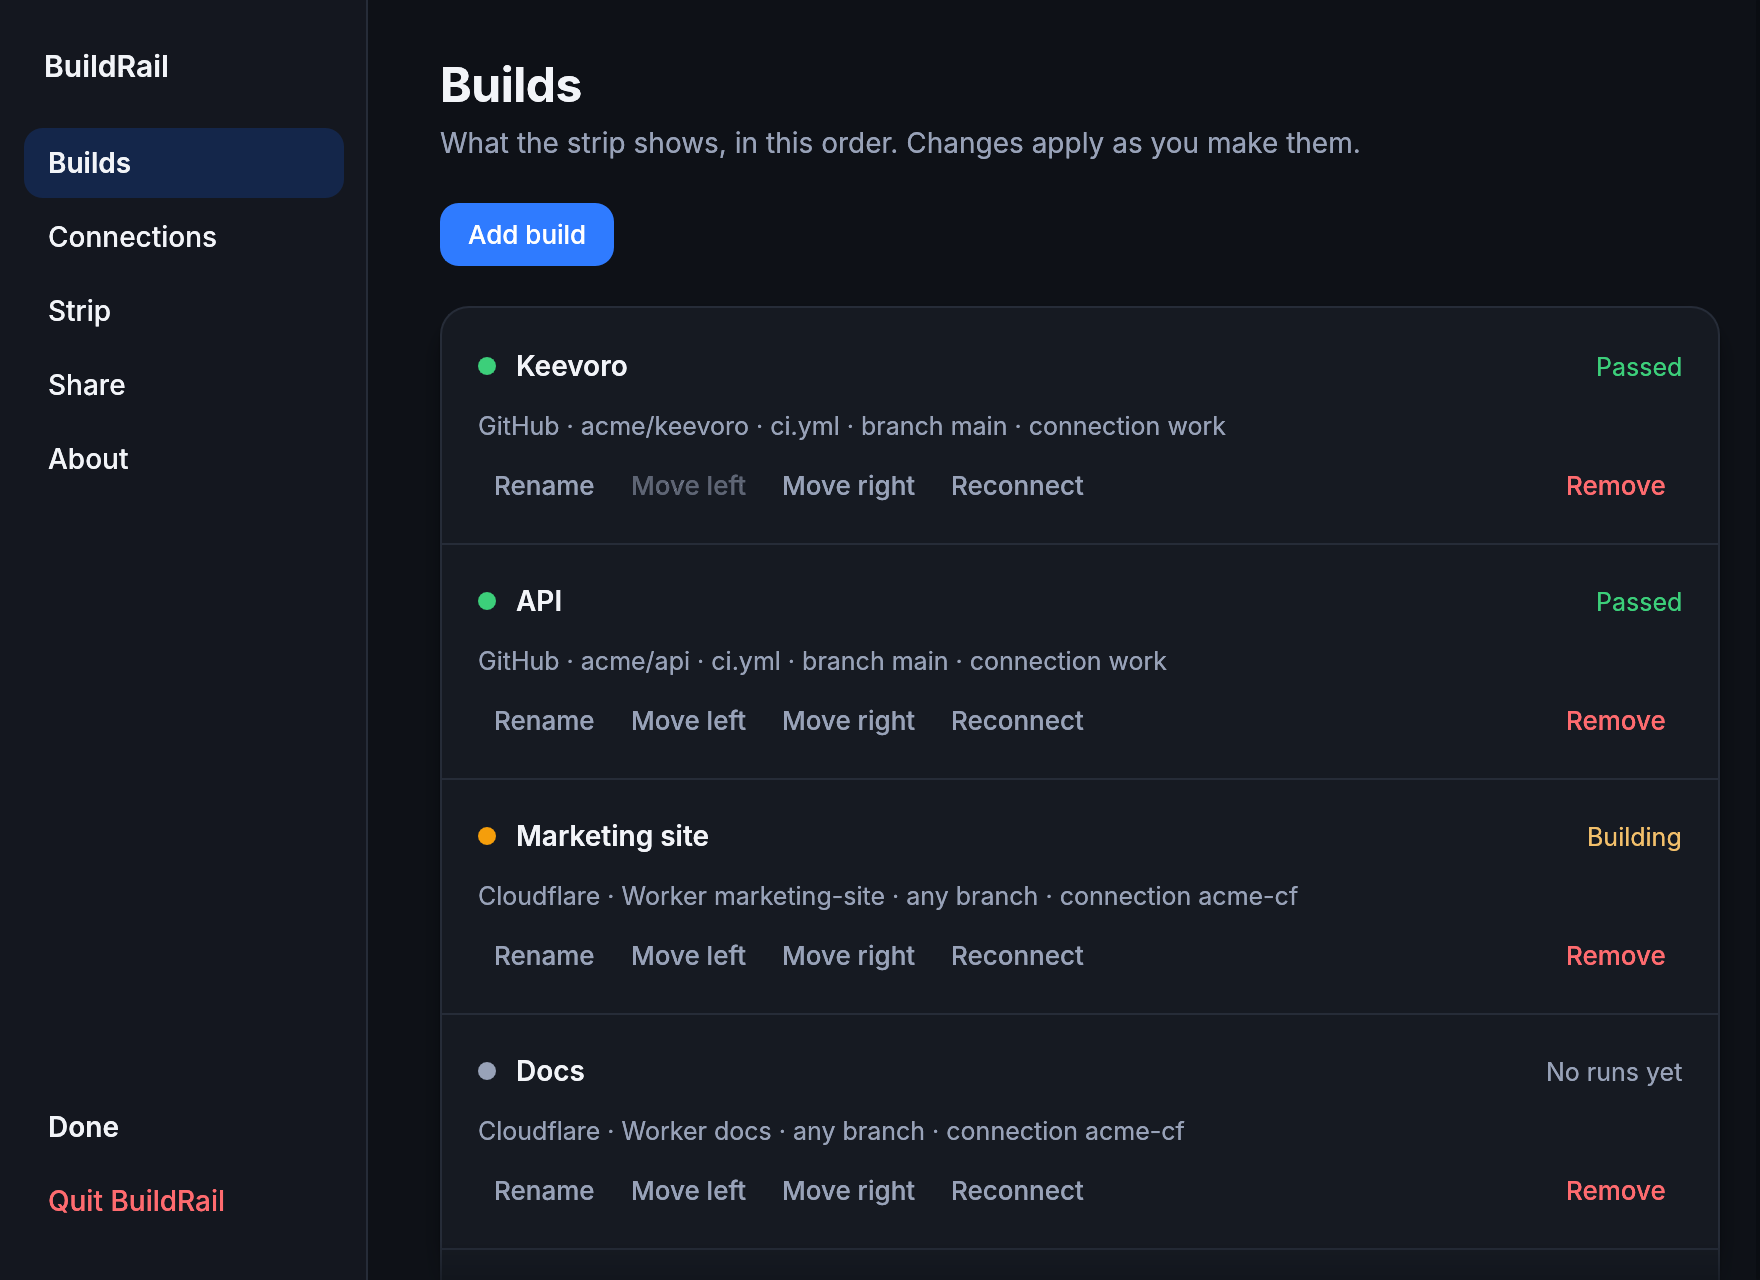 BuildRail
Builds
Connections
Strip
Share
About
Done
Quit BuildRail
Builds
What the strip shows, in this order. Changes apply as you make them.
Add build
Keevoro Passed
GitHub · acme/keevoro · ci.yml · branch main · connection work
Rename Move left Move right Reconnect Remove
API Passed
GitHub · acme/api · ci.yml · branch main · connection work
Rename Move left Move right Reconnect Remove
Marketing site Building
Cloudflare · Worker marketing-site · any branch · connection acme-cf
Rename Move left Move right Reconnect Remove
Docs No runs yet
Cloudflare · Worker docs · any branch · connection acme-cf
Rename Move left Move right Reconnect Remove